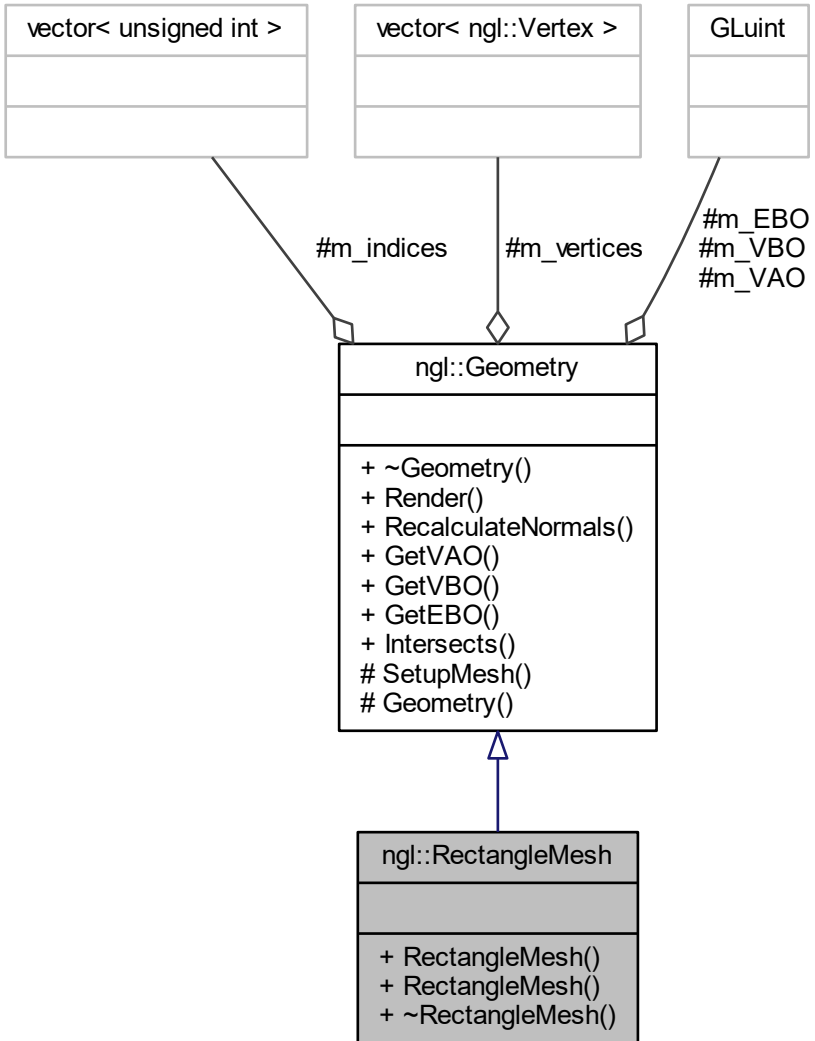 vector< unsigned int >
vector< ngl::Vertex >
GLuint
#m_indices
#m_vertices
#m_EBO
#m_VBO
#m_VAO
ngl::Geometry
+ ~Geometry()
+ Render()
+ RecalculateNormals()
+ GetVAO()
+ GetVBO()
+ GetEBO()
+ Intersects()
# SetupMesh()
# Geometry()
ngl::RectangleMesh
+ RectangleMesh()
+ RectangleMesh()
+ ~RectangleMesh()